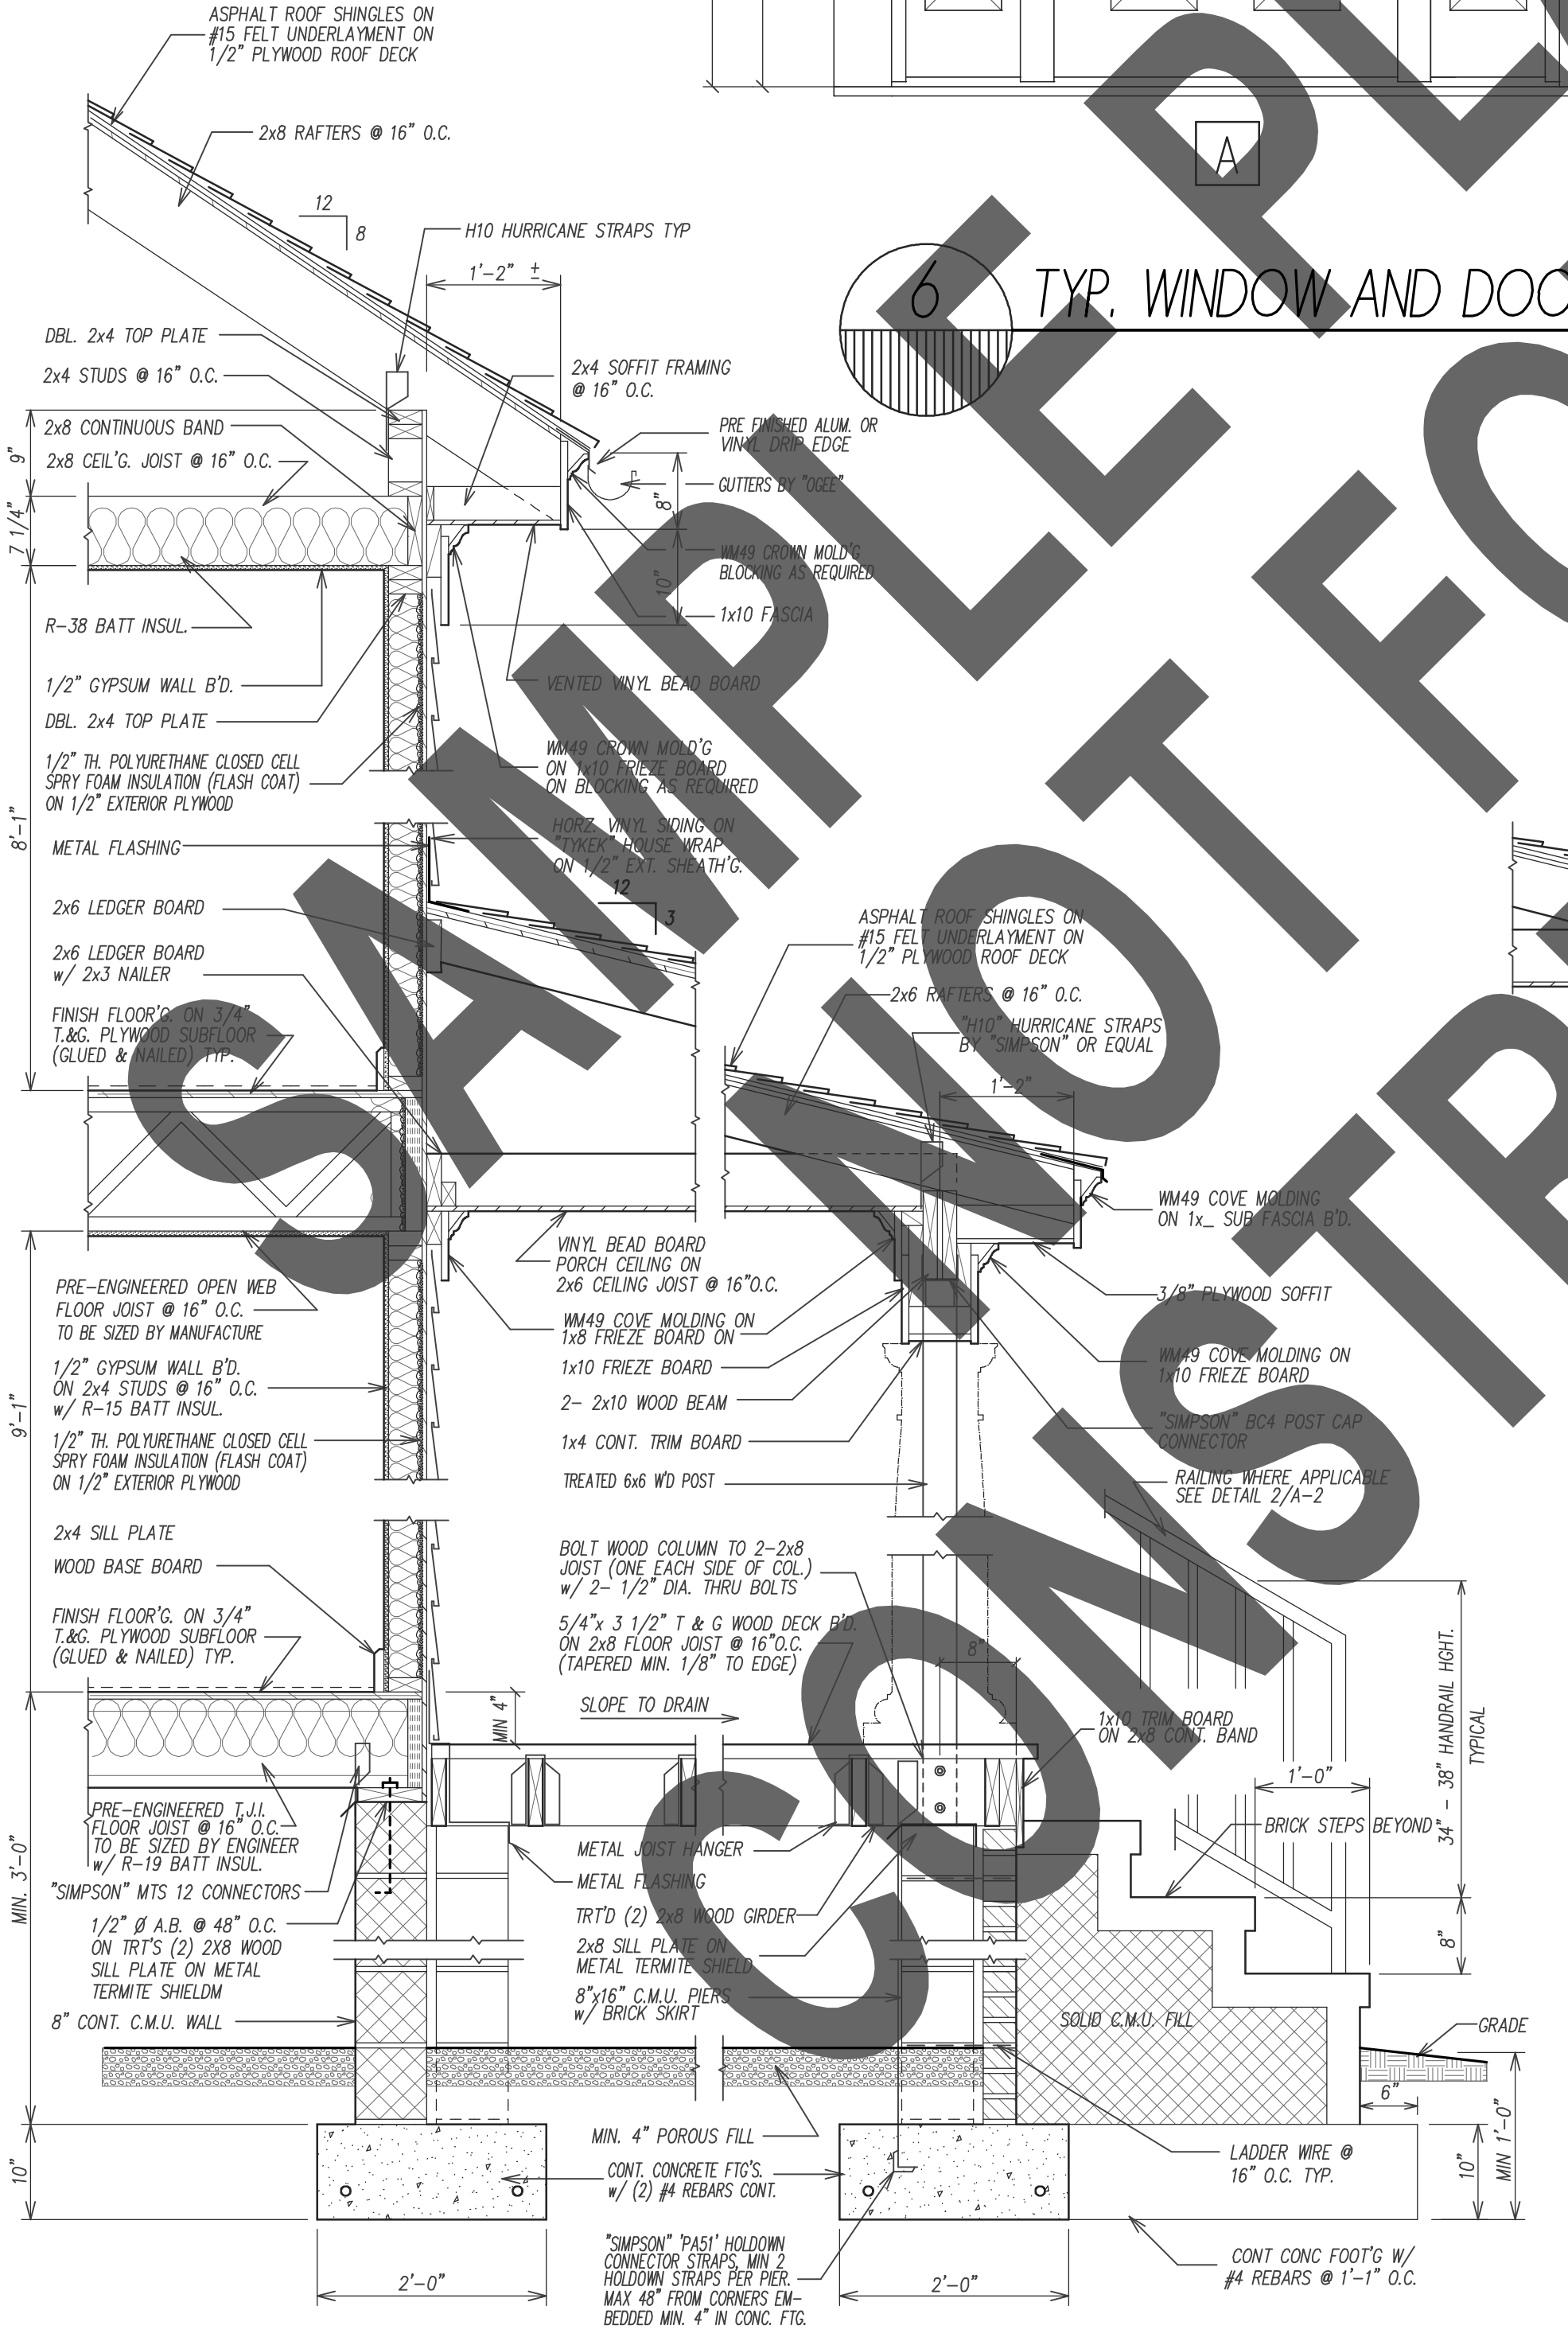 ASPHALT ROOF SHINGLES ON
#15 FELT UNDERLAYMENT ON
1/2" PLYWOOD ROOF DECK
2x8 RAFTERS @ 16" O.C.
12
8
H10 HURRICANE STRAPS TYP
1'-2" ±
A
6
TYP. WINDOW AND DOO
DBL. 2x4 TOP PLATE
2x4 STUDS @ 16" O.C.
2x8 CONTINUOUS BAND
2x8 CEIL'G. JOIST @ 16" O.C.
9"
7 1/4"
2x4 SOFFIT FRAMING
@ 16" O.C.
PRE FINISHED ALUM. OR
VINYL DRIP EDGE
GUTTERS BY "OGEE"
8"
10"
WM49 CROWN MOLD'G
BLOCKING AS REQUIRED
1x10 FASCIA
R-38 BATT INSUL.
1/2" GYPSUM WALL B'D.
DBL. 2x4 TOP PLATE
1/2" TH. POLYURETHANE CLOSED CELL
SPRY FOAM INSULATION (FLASH COAT)
ON 1/2" EXTERIOR PLYWOOD
8'-1"
METAL FLASHING
2x6 LEDGER BOARD
2x6 LEDGER BOARD
w/ 2x3 NAILER
FINISH FLOOR'G. ON 3/4"
T.&G. PLYWOOD SUBFLOOR
(GLUED & NAILED) TYP.
VENTED VINYL BEAD BOARD
WM49 CROWN MOLD'G
ON 1x10 FRIEZE BOARD
ON BLOCKING AS REQUIRED
HORZ. VINYL SIDING ON
"TYKEK" HOUSE WRAP
ON 1/2" EXT. SHEATH'G.
12
3
ASPHALT ROOF SHINGLES ON
#15 FELT UNDERLAYMENT ON
1/2" PLYWOOD ROOF DECK
2x6 RAFTERS @ 16" O.C.
"H10" HURRICANE STRAPS
BY "SIMPSON" OR EQUAL
1'-2"
WM49 COVE MOLDING
ON 1x_ SUB FASCIA B'D.
3/8" PLYWOOD SOFFIT
WM49 COVE MOLDING ON
1x10 FRIEZE BOARD
"SIMPSON" BC4 POST CAP
CONNECTOR
RAILING WHERE APPLICABLE
SEE DETAIL 2/A-2
PRE-ENGINEERED OPEN WEB
FLOOR JOIST @ 16" O.C.
TO BE SIZED BY MANUFACTURE
1/2" GYPSUM WALL B'D.
ON 2x4 STUDS @ 16" O.C.
w/ R-15 BATT INSUL.
9'-1"
1/2" TH. POLYURETHANE CLOSED CELL
SPRY FOAM INSULATION (FLASH COAT)
ON 1/2" EXTERIOR PLYWOOD
2x4 SILL PLATE
WOOD BASE BOARD
FINISH FLOOR'G. ON 3/4"
T.&G. PLYWOOD SUBFLOOR
(GLUED & NAILED) TYP.
VINYL BEAD BOARD
PORCH CEILING ON
2x6 CEILING JOIST @ 16"O.C.
WM49 COVE MOLDING ON
1x8 FRIEZE BOARD ON
1x10 FRIEZE BOARD
2- 2x10 WOOD BEAM
1x4 CONT. TRIM BOARD
TREATED 6x6 W'D POST
BOLT WOOD COLUMN TO 2-2x8
JOIST (ONE EACH SIDE OF COL.)
w/ 2- 1/2" DIA. THRU BOLTS
5/4"x 3 1/2" T & G WOOD DECK B'D.
ON 2x8 FLOOR JOIST @ 16"O.C.
(TAPERED MIN. 1/8" TO EDGE)
8"
MIN 4"
SLOPE TO DRAIN
1x10 TRIM BOARD
ON 2x8 CONT. BAND
34" - 38" HANDRAIL HGHT.
TYPICAL
1'-0"
BRICK STEPS BEYOND
8"
PRE-ENGINEERED T.J.I.
FLOOR JOIST @ 16" O.C.
TO BE SIZED BY ENGINEER
w/ R-19 BATT INSUL.
"SIMPSON" MTS 12 CONNECTORS
1/2" Ø A.B. @ 48" O.C.
ON TRT'S (2) 2X8 WOOD
SILL PLATE ON METAL
TERMITE SHIELDM
8" CONT. C.M.U. WALL
MIN. 3'-0"
10"
METAL JOIST HANGER
METAL FLASHING
TRT'D (2) 2x8 WOOD GIRDER
2x8 SILL PLATE ON
METAL TERMITE SHIELD
8"x16" C.M.U. PIERS
w/ BRICK SKIRT
SOLID C.M.U. FILL
GRADE
6"
10"
MIN 1'-0"
MIN. 4" POROUS FILL
CONT. CONCRETE FTG'S.
w/ (2) #4 REBARS CONT.
LADDER WIRE @
16" O.C. TYP.
"SIMPSON" 'PA51' HOLDOWN
CONNECTOR STRAPS, MIN 2
HOLDOWN STRAPS PER PIER.
MAX 48" FROM CORNERS EM-
BEDDED MIN. 4" IN CONC. FTG.
CONT CONC FOOT'G W/
#4 REBARS @ 1'-1" O.C.
2'-0"
2'-0"
SAMPLE PL
NOT FO
CONSTR